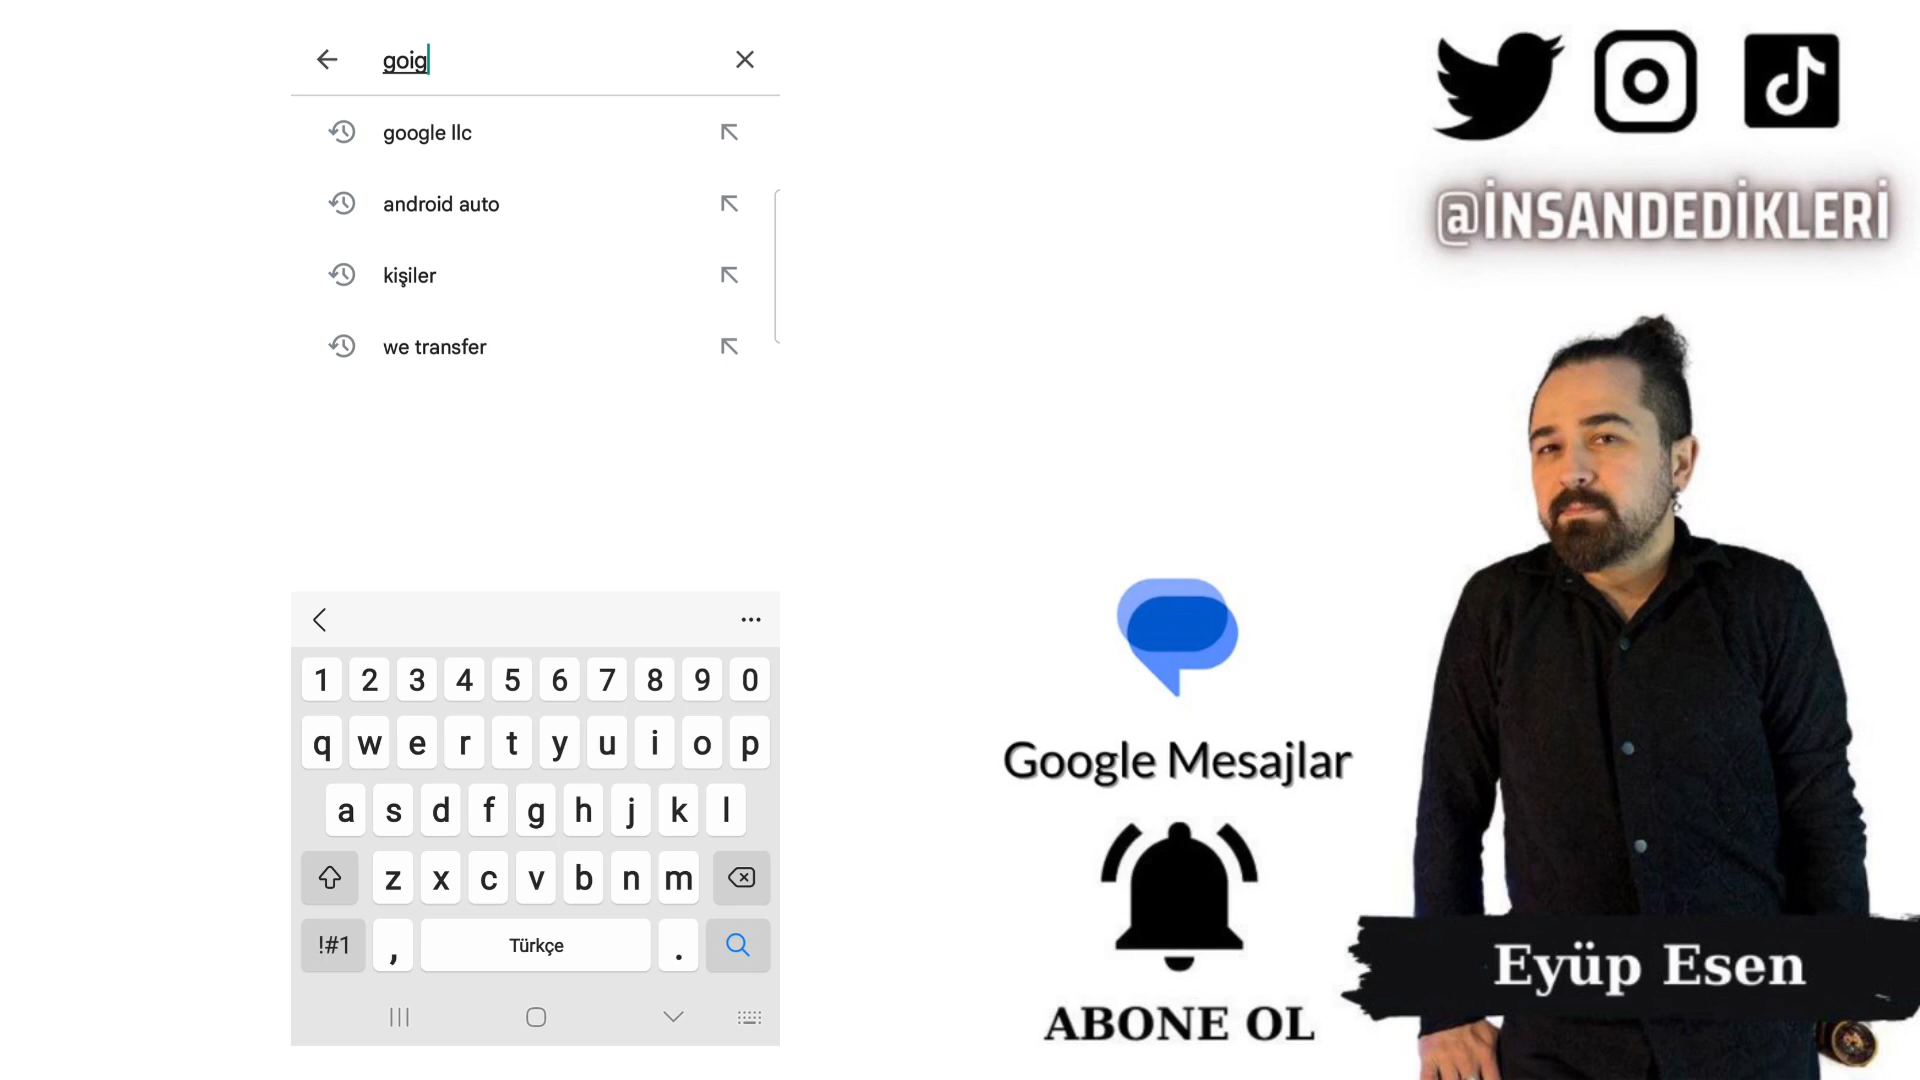 goig
google llc
android auto
kişiler
we transfer
1 2 3 4 5 6 7 8 9 0
q w e r t y u i o p
a s d f g h j k l
z x c v b n m
!#1 , Türkçe .
@İNSANDEDİKLERİ
Google Mesajlar
ABONE OL
Eyüp Esen